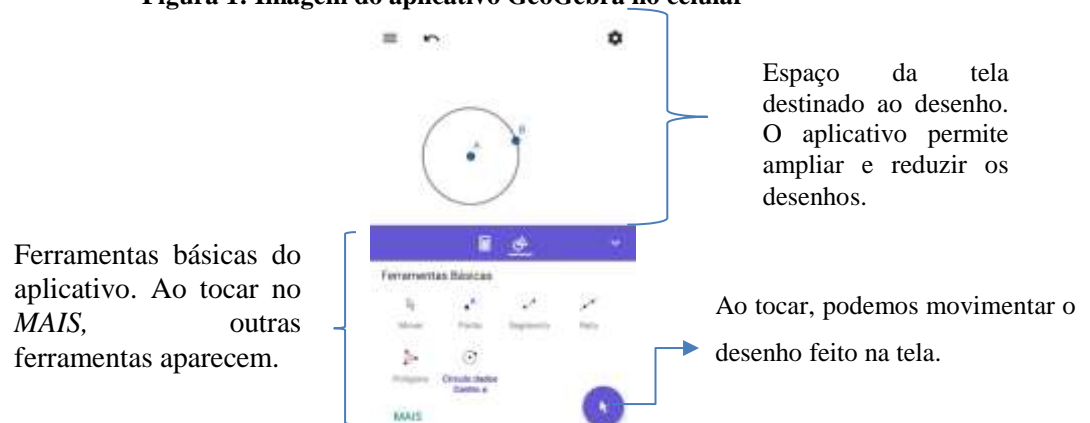 Figura 1: Imagem do aplicativo GeoGebra no celular
A
B
Espaço da tela
destinado ao desenho.
O aplicativo permite
ampliar e reduzir os
desenhos.
Ferramentas básicas do
aplicativo. Ao tocar no
MAIS, outras
ferramentas aparecem.
Ferramentas Básicas
Mover Ponto Segmento Reta
Polígono Círculo dados
Centro e
MAIS
Ao tocar, podemos movimentar o
desenho feito na tela.